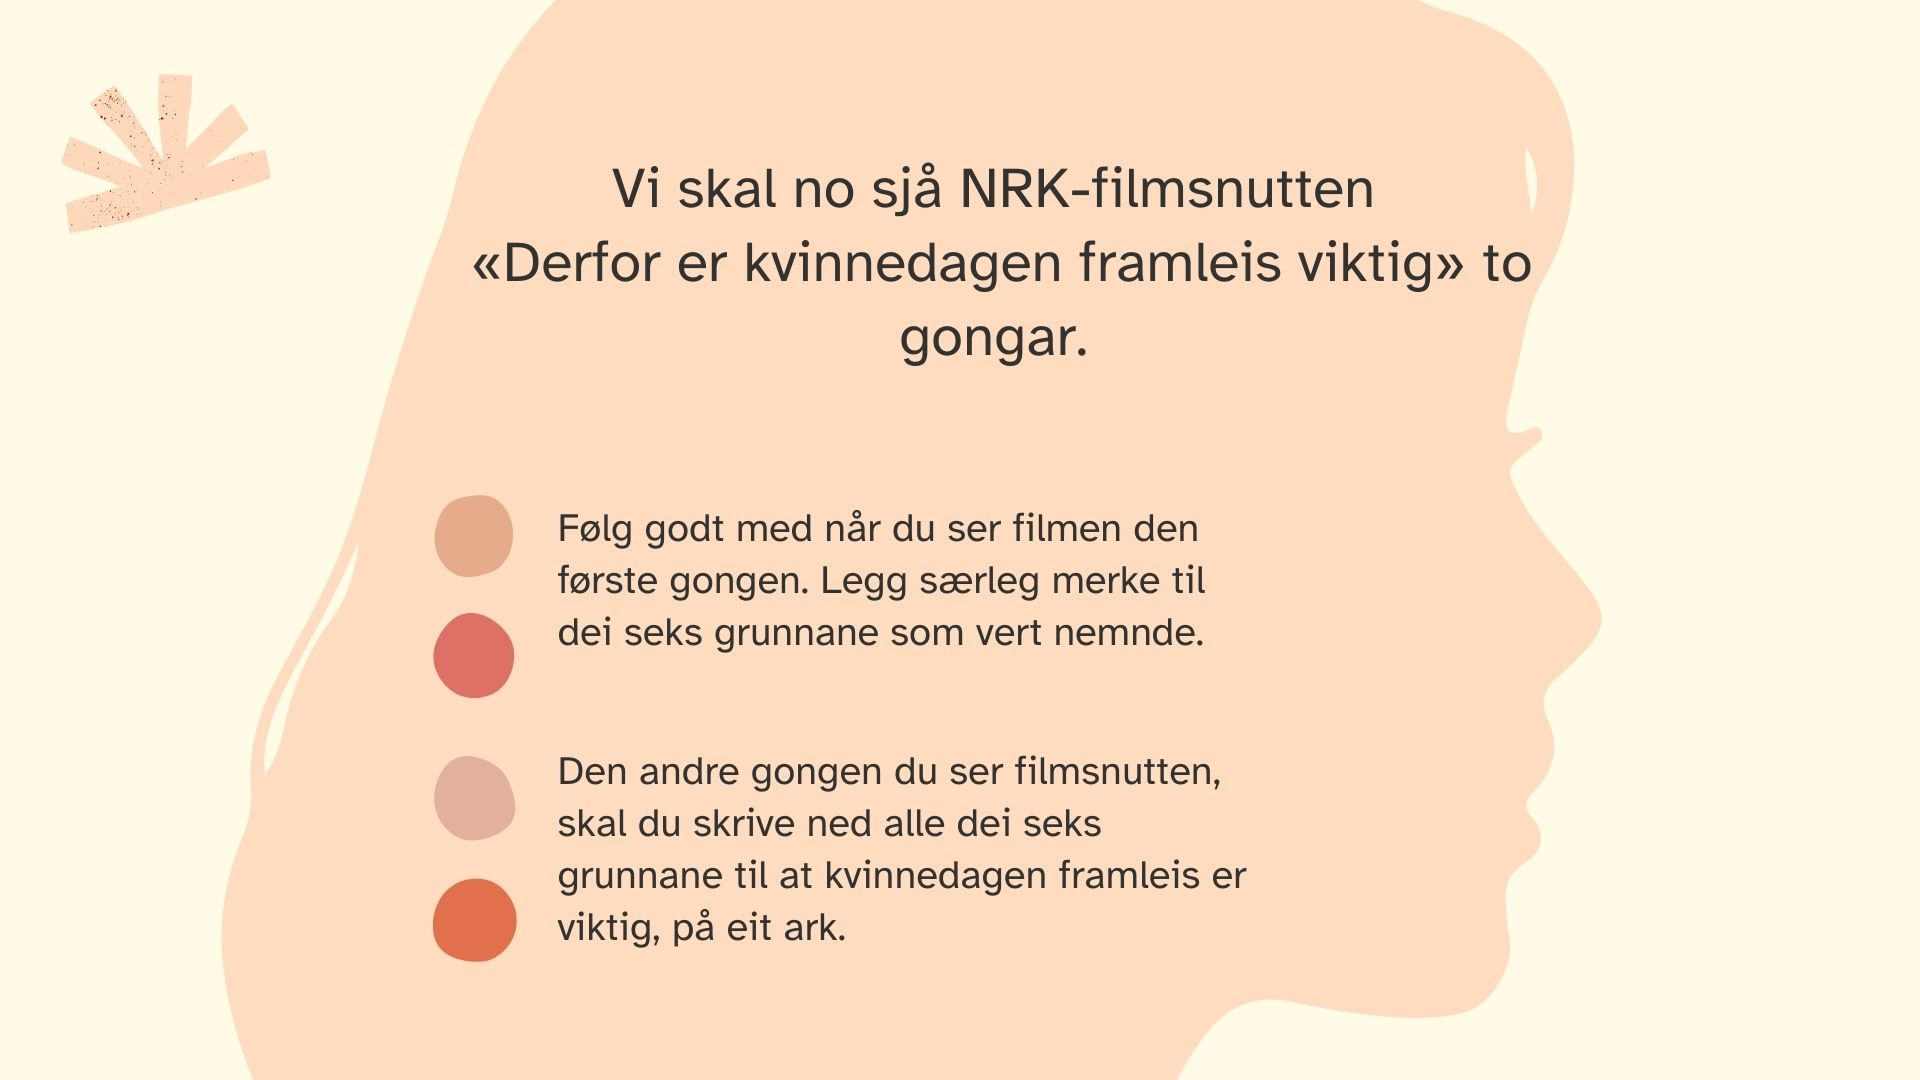 Vi skal no sjå NRK-filmsnutten
«Derfor er kvinnedagen framleis viktig» to
gongar.
Følg godt med når du ser filmen den
første gongen. Legg særleg merke til
dei seks grunnane som vert nemnde.
Den andre gongen du ser filmsnutten,
skal du skrive ned alle dei seks
grunnane til at kvinnedagen framleis er
viktig, på eit ark.